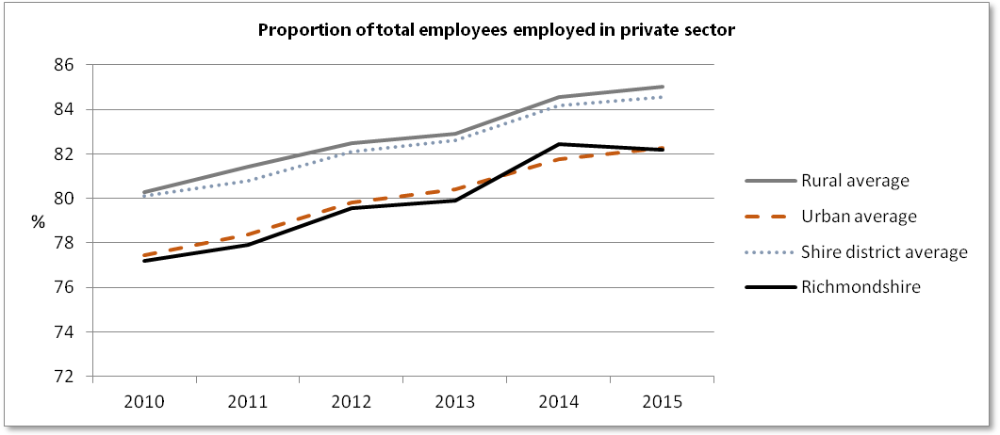 Proportion of total employees employed in private sector
86
84
82
80
%
78
76
74
72
2010 2011 2012 2013 2014 2015
Rural average
Urban average
Shire district average
Richmondshire